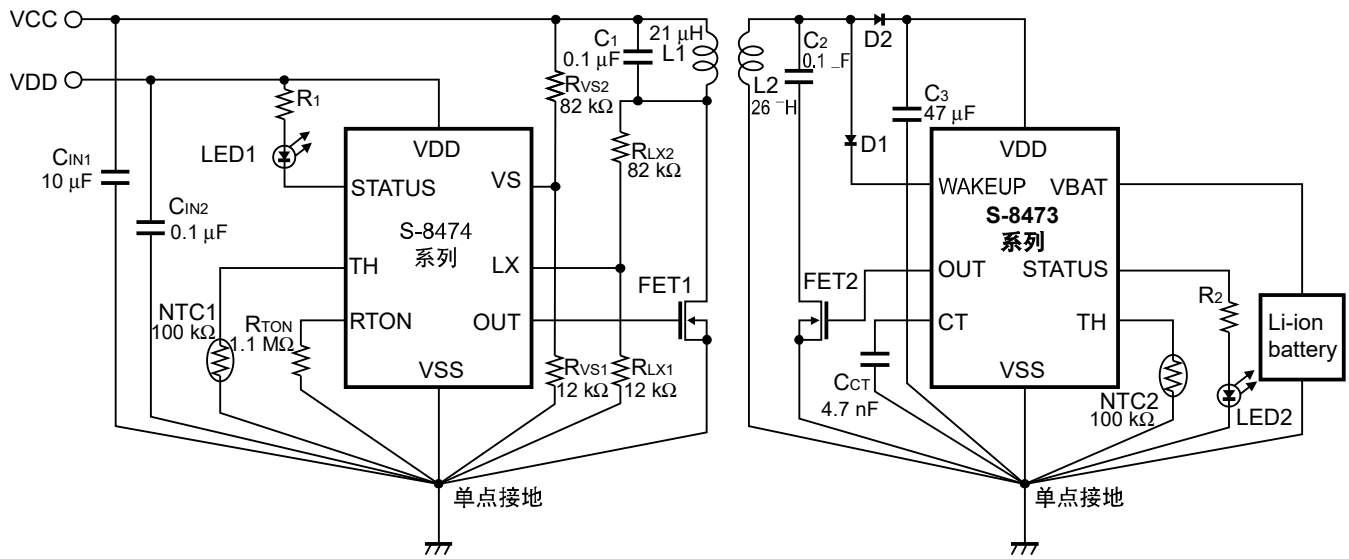 VCC
VDD
CIN1
10 μF
CIN2
0.1 μF
R1
LED1
NTC1
100 kΩ
RTON
1.1 MΩ
VDD
STATUS
VS
S-8474
系列
TH
LX
RTON
OUT
VSS
RVS2
82 kΩ
C1
0.1 μF
21 μH
L1
RLX2
82 kΩ
FET1
RVS1
12 kΩ
RLX1
12 kΩ
单点接地
L2
26 ⁻H
C2
0.1 _F
D2
D1
C3
47 μF
FET2
CCT
4.7 nF
VDD
WAKEUP
VBAT
S-8473
系列
OUT
STATUS
CT
TH
VSS
R2
NTC2
100 kΩ
LED2
Li-ion
battery
单点接地